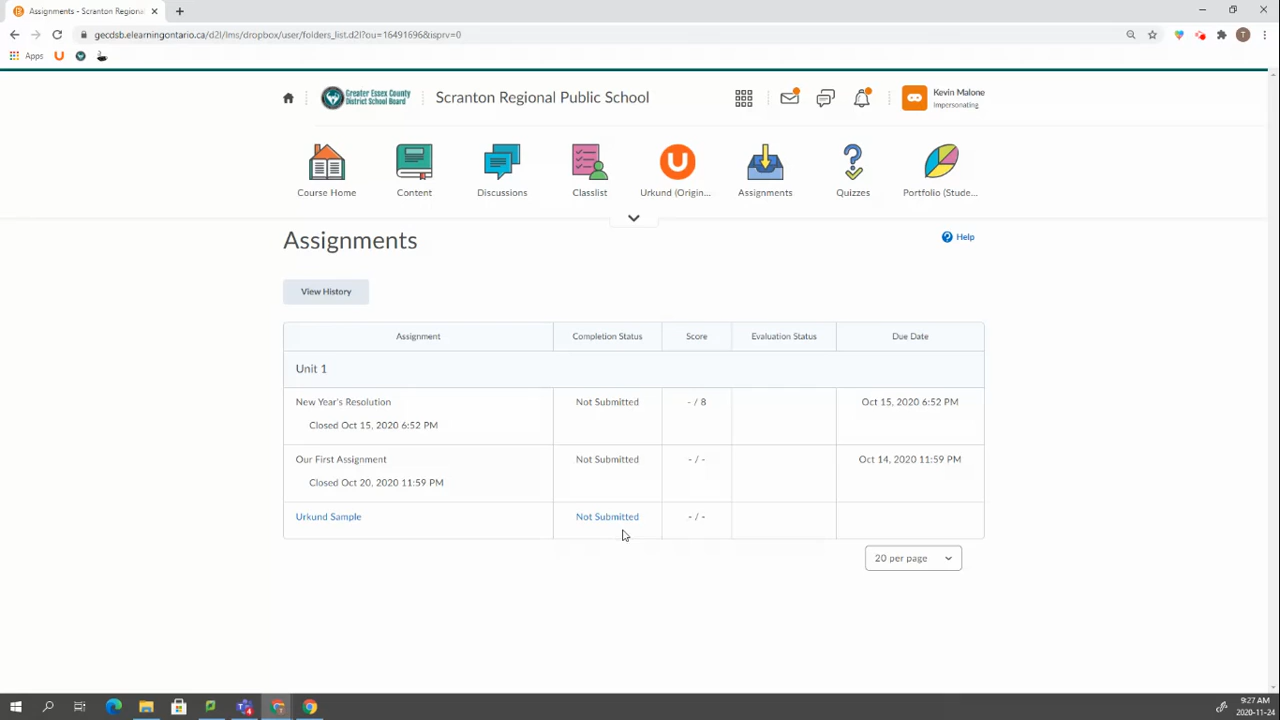 Assignments - Scranton Regional
gecdsb.elearningontario.ca/d2l/lms/dropbox/user/folders_list.d2l?ou=16491696&isprv=0
T
Apps
Greater Essex County
District School Board
Scranton Regional Public School
Kevin Malone
Impersonating
Course Home
Content
Discussions
Classlist
Urkund (Origin...
Assignments
Quizzes
Portfolio (Stude...
Assignments
Help
View History
Assignment Completion Status Score Evaluation Status Due Date
Unit 1
New Year's Resolution Not Submitted - / 8 Oct 15, 2020 6:52 PM
Closed Oct 15, 2020 6:52 PM
Our First Assignment Not Submitted - / - Oct 14, 2020 11:59 PM
Closed Oct 20, 2020 11:59 PM
Urkund Sample Not Submitted - / -
20 per page
9:27 AM
2020-11-24